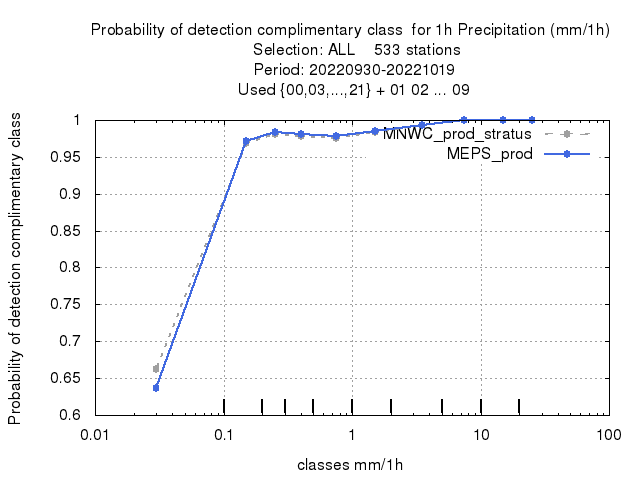 Probability of detection complimentary class  for 1h Precipitation (mm/1h)
Selection: ALL    533 stations
Period: 20220930-20221019
Used {00,03,...,21} + 01 02 ... 09
Probability of detection complimentary class
1
0.95
0.9
0.85
0.8
0.75
0.7
0.65
0.6
MNWC_prod_stratus
MEPS_prod
0.01 0.1 1 10 100
classes mm/1h